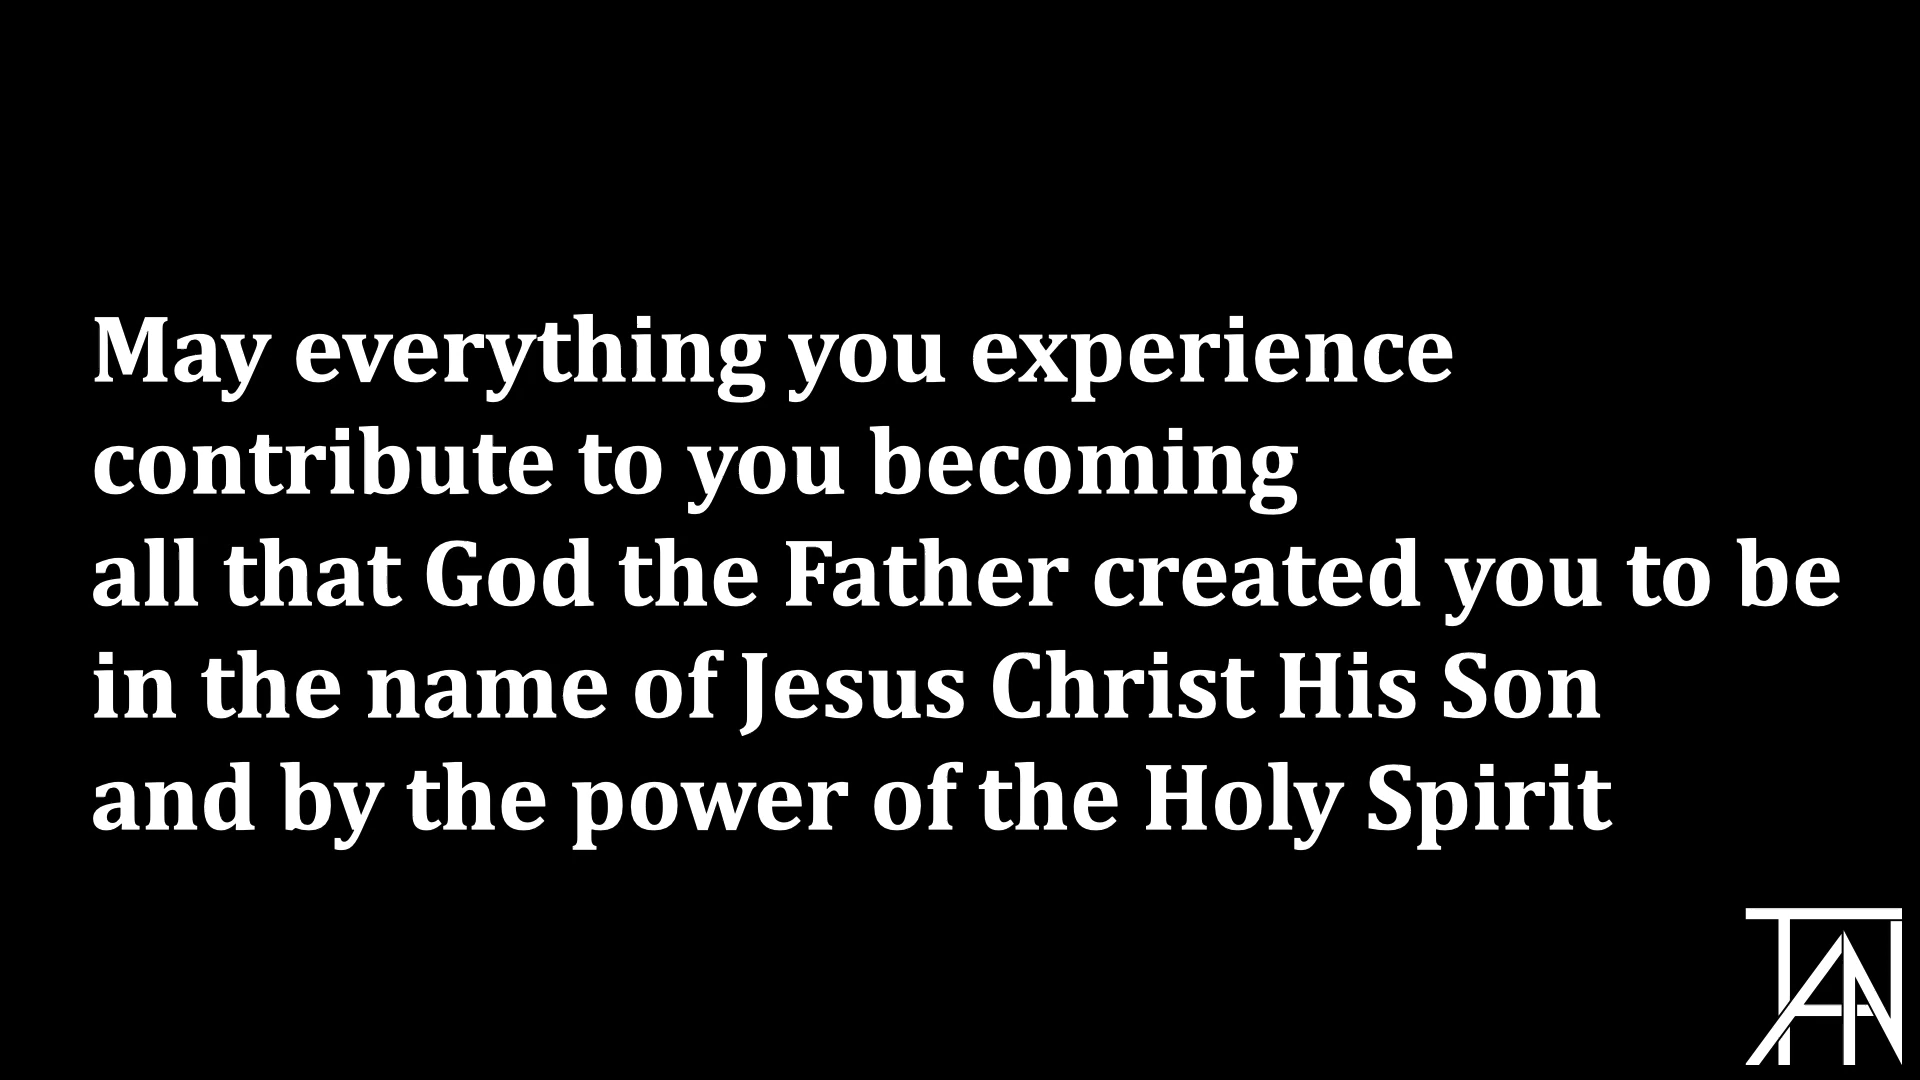 May everything you experience
contribute to you becoming
all that God the Father created you to be
in the name of Jesus Christ His Son
and by the power of the Holy Spirit
TAN